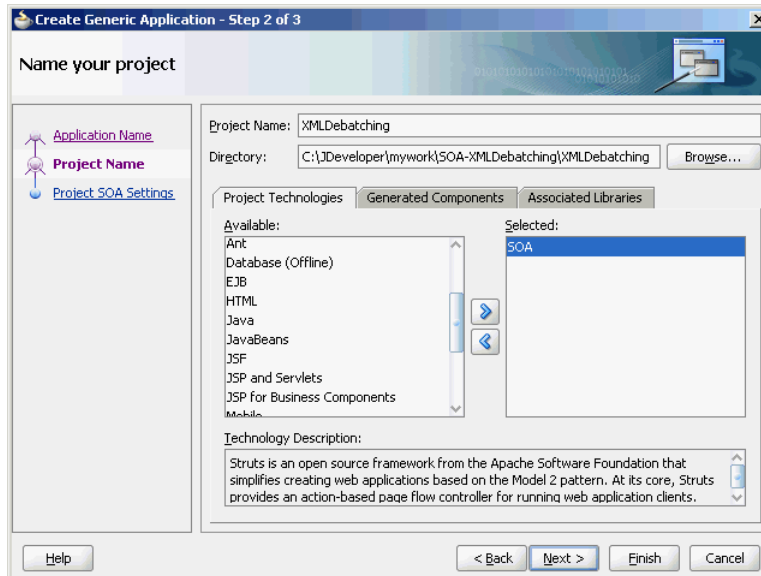 Create Generic Application - Step 2 of 3
Name your project
Application Name
Project Name
Project SOA Settings
Project Name: XMLDebatching
Directory: C:\JDeveloper\mywork\SOA-XMLDebatching\XMLDebatching Browse...
Project Technologies Generated Components Associated Libraries
Available:
Ant
Database (Offline)
EJB
HTML
Java
JavaBeans
JSF
JSP and Servlets
JSP for Business Components
Mobile
Selected:
SOA
Technology Description:
Struts is an open source framework from the Apache Software Foundation that
simplifies creating web applications based on the Model 2 pattern. At its core, Struts
provides an action-based page flow controller for running web application clients.
Help < Back Next > Finish Cancel